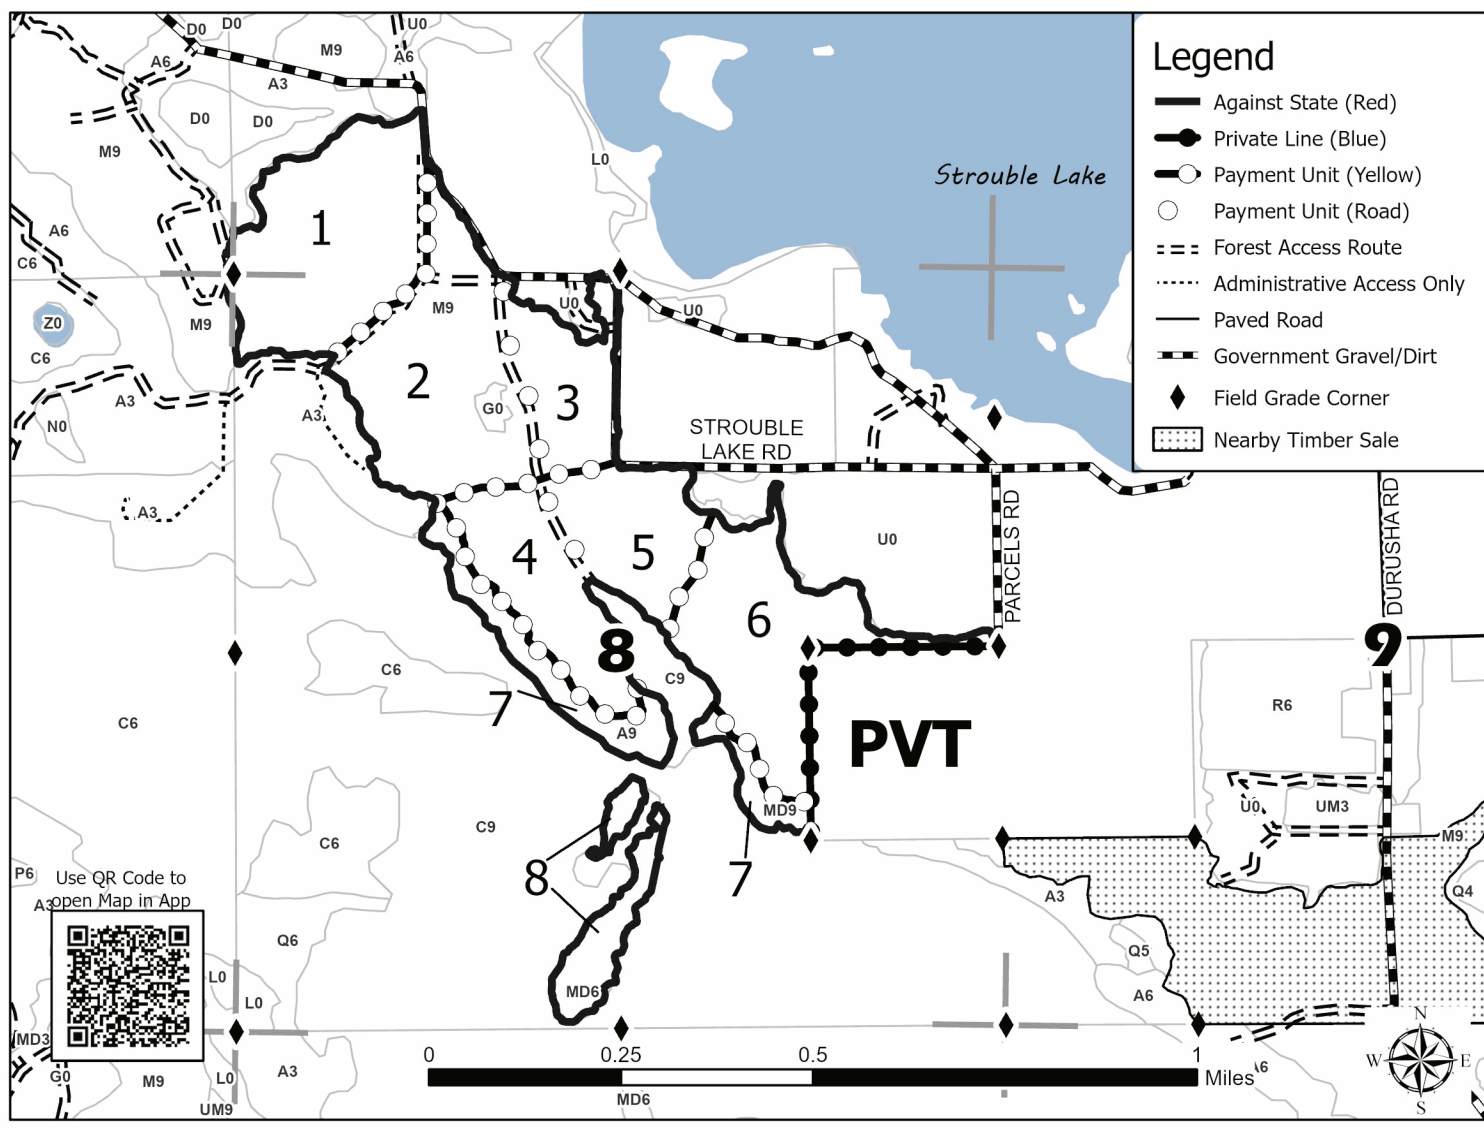 D0
D0
U0
M9
A6
A6
A3
D0
D0
M9
L0
Strouble Lake
Legend
Against State (Red)
Private Line (Blue)
Payment Unit (Yellow)
Payment Unit (Road)
Forest Access Route
Administrative Access Only
Paved Road
Government Gravel/Dirt
Field Grade Corner
Nearby Timber Sale
1
A6
C6
M9
U0
U0
Z0
M9
C6
2
3
G0
A3
A3
N0
STROUBLE
LAKE RD
A3
4
5
6
U0
PARCELS RD
DURUSHA RD
8
9
C6
C9
7
A9
C6
PVT
R6
MD9
U0
UM3
M9
C9
C6
8
7
P6
Use QR Code to
open Map in App
A3
A3
Q4
Q6
Q5
L0
L0
MD6
A6
MD3
G0
M9
L0
A3
UM9
0
0.25
0.5
1
Miles
MD6
A6
N
W
E
S